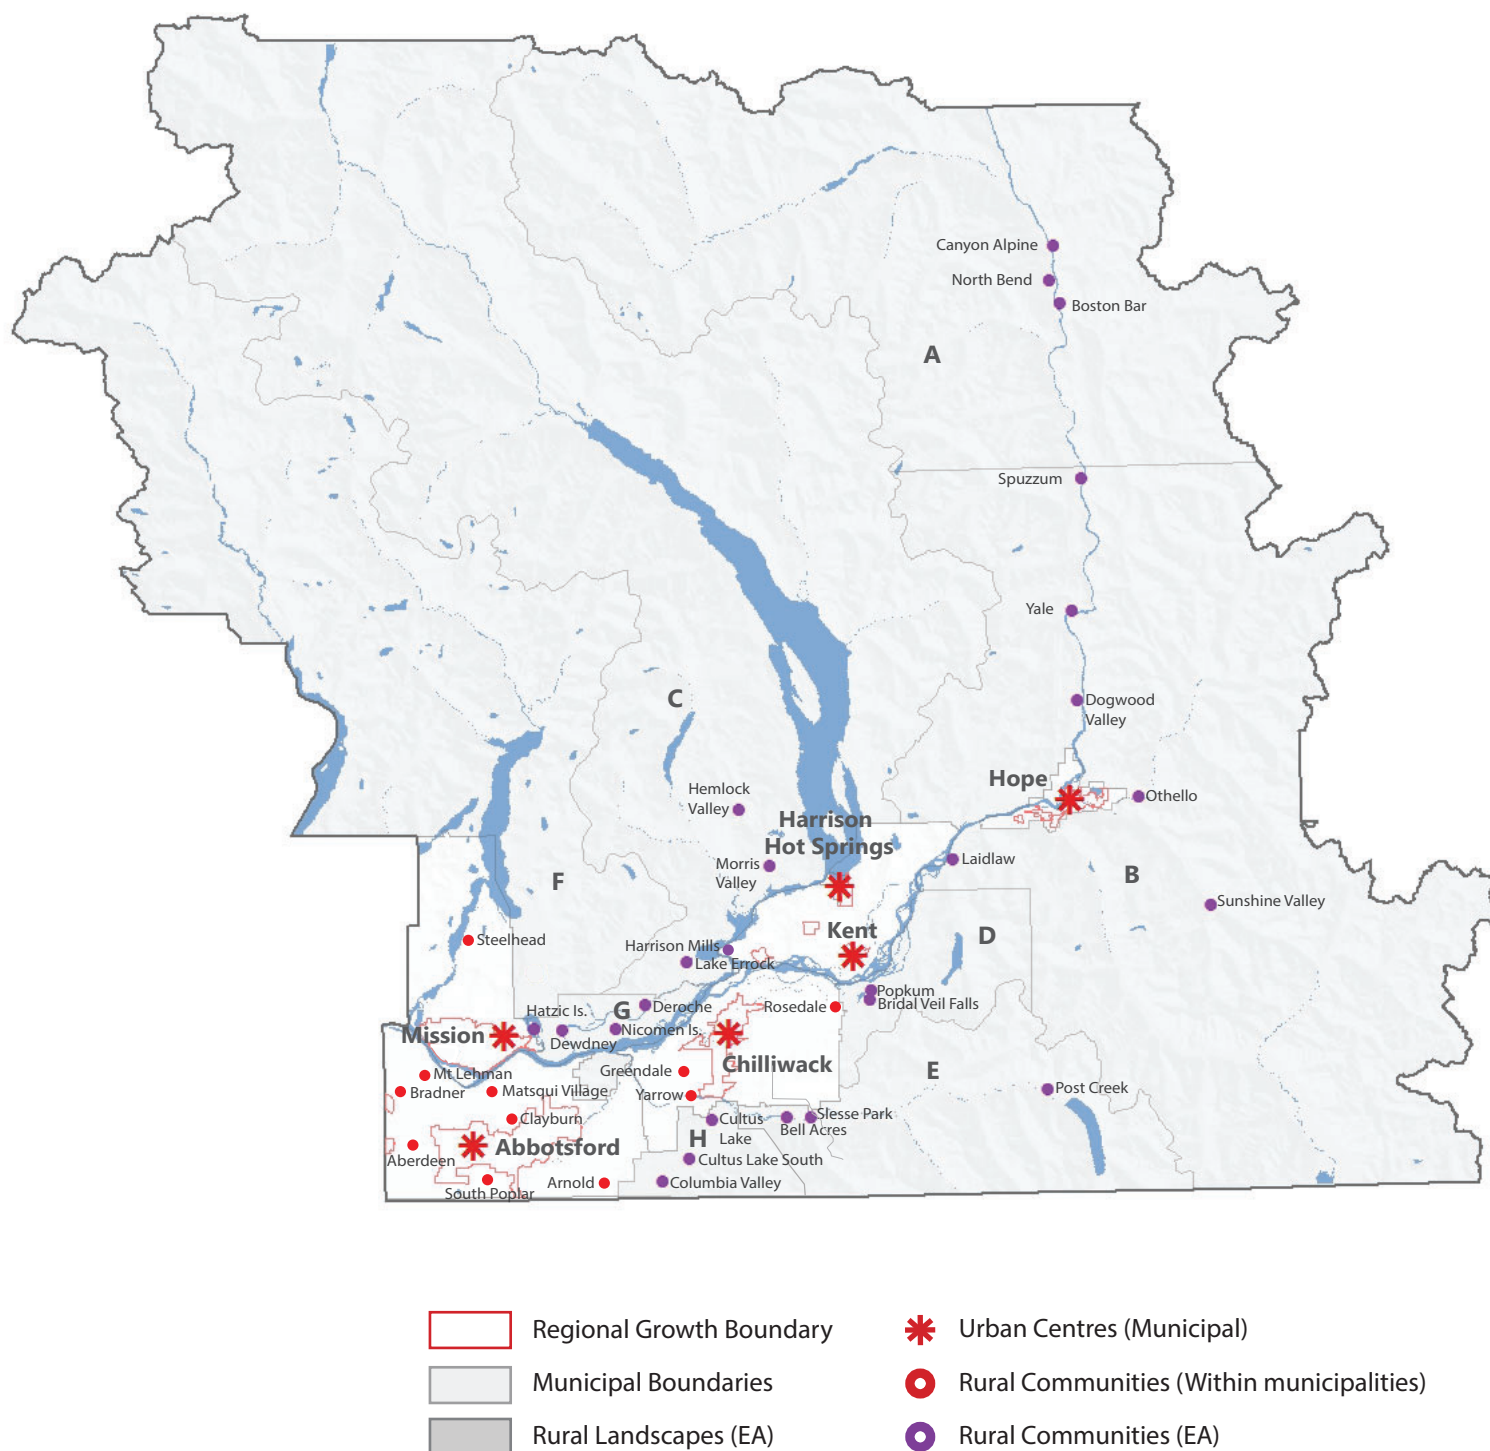 Canyon Alpine
North Bend
Boston Bar
A
Spuzzum
Yale
C
Dogwood
Valley
Hope
Othello
Hemlock
Valley
Harrison
Hot Springs
Morris
Valley
Laidlaw
F
B
Sunshine Valley
Kent
D
Steelhead
Harrison Mills
Lake Errock
Popkum
Bridal Veil Falls
Rosedale
Hatzic Is.
G
Deroche
Mission
Dewdney
Nicomen Is.
Chilliwack
Greendale
E
Mt Lehman
Bradner
Matsqui Village
Yarrow
Post Creek
Clayburn
Cultus
Lake
Slesse Park
Bell Acres
Abbotsford
H
Aberdeen
Cultus Lake South
South Poplar
Arnold
Columbia Valley
Regional Growth Boundary
Urban Centres (Municipal)
Municipal Boundaries
Rural Communities (Within municipalities)
Rural Landscapes (EA)
Rural Communities (EA)